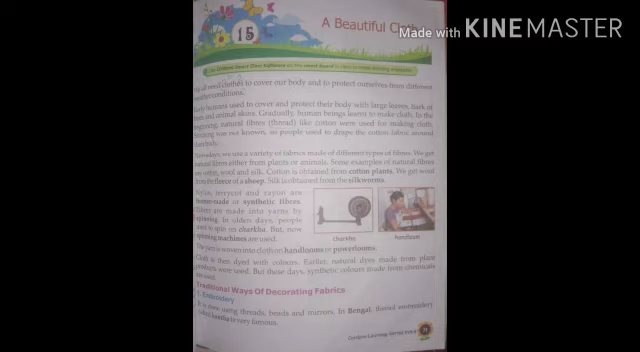 Made with KINEMASTER
15
A Beautiful Cloth
We all need clothes to cover our body and to protect ourselves from different
weather conditions.
Early humans used to cover and protect their body with large leaves, bark of
trees and animal skins. Gradually, human beings learnt to make cloth. In the
beginning, natural fibres (thread) like cotton were used for making cloth.
Stitching was not known, so people used to drape the cotton fabric around
their body.
Nowadays, we use a variety of fabrics made of different types of fibres. We get
natural fibres either from plants or animals. Some examples of natural fibres
are cotton, wool and silk. Cotton is obtained from cotton plants. We get wool
from the fleece of a sheep. Silk is obtained from the silkworms.
Nylon, terrycot and rayon are
human-made or synthetic fibres.
Fibres are made into yarns by
spinning. In olden days, people
used to spin on charkha. But, now
spinning machines are used.
charkha
handloom
The yarn is woven into cloth on handlooms or powerlooms.
Cloth is then dyed with colours. Earlier, natural dyes made from plant
products were used. But these days, synthetic colours made from chemicals
are used.
Traditional Ways Of Decorating Fabrics
1. Embroidery
It is done using threads, beads and mirrors. In Bengal, thread embroidery
called kantha is very famous.